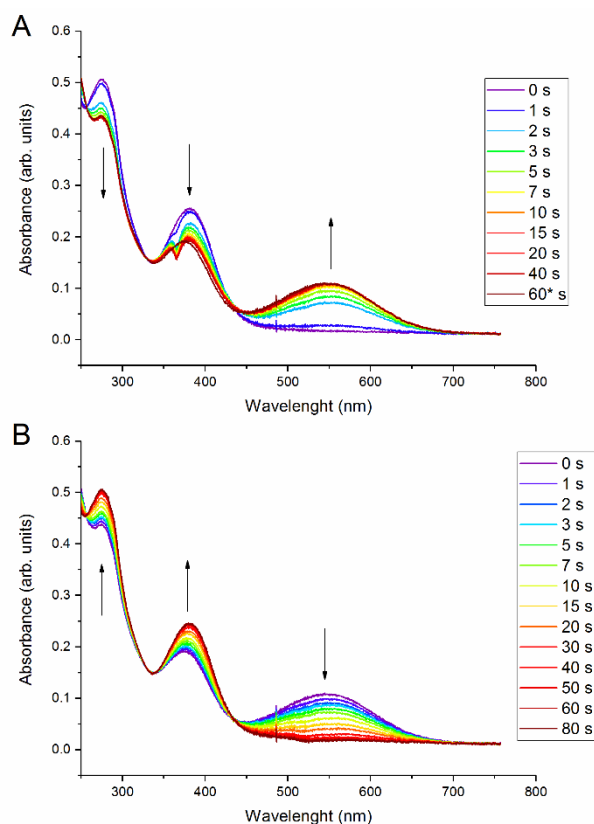 A
0.6
0.5
0.4
0.3
0.2
0.1
0.0
Absorbance (arb. units)
300 400 500 600 700 800
Wavelenght (nm)
0 s
1 s
2 s
3 s
5 s
7 s
10 s
15 s
20 s
40 s
60* s
B
0.6
0.5
0.4
0.3
0.2
0.1
0.0
Absorbance (arb. units)
300 400 500 600 700 800
Wavelenght (nm)
0 s
1 s
2 s
3 s
5 s
7 s
10 s
15 s
20 s
30 s
40 s
50 s
60 s
80 s